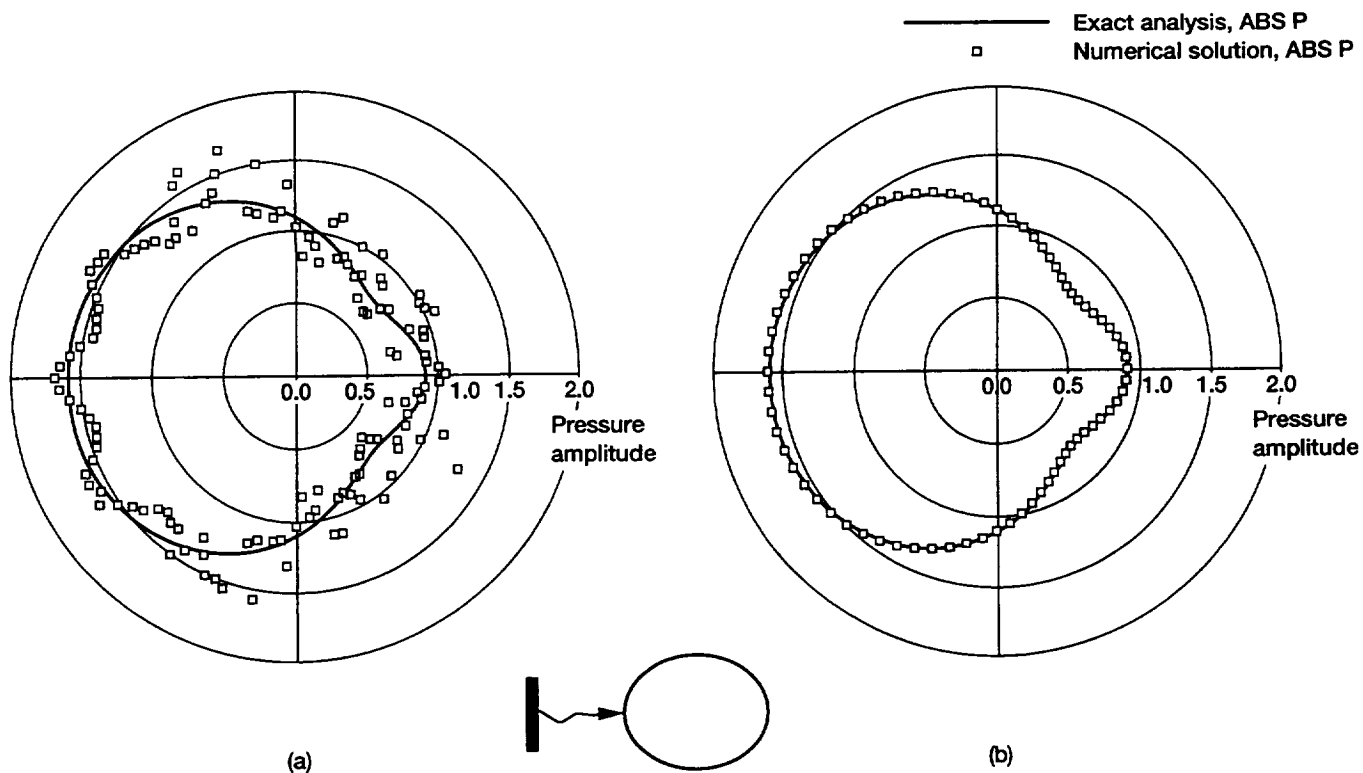 Exact analysis, ABS P
Numerical solution, ABS P
0.0 0.5 1.0 1.5 2.0
Pressure
amplitude
0.0 0.5 1.0 1.5 2.0
Pressure
amplitude
(a)
(b)